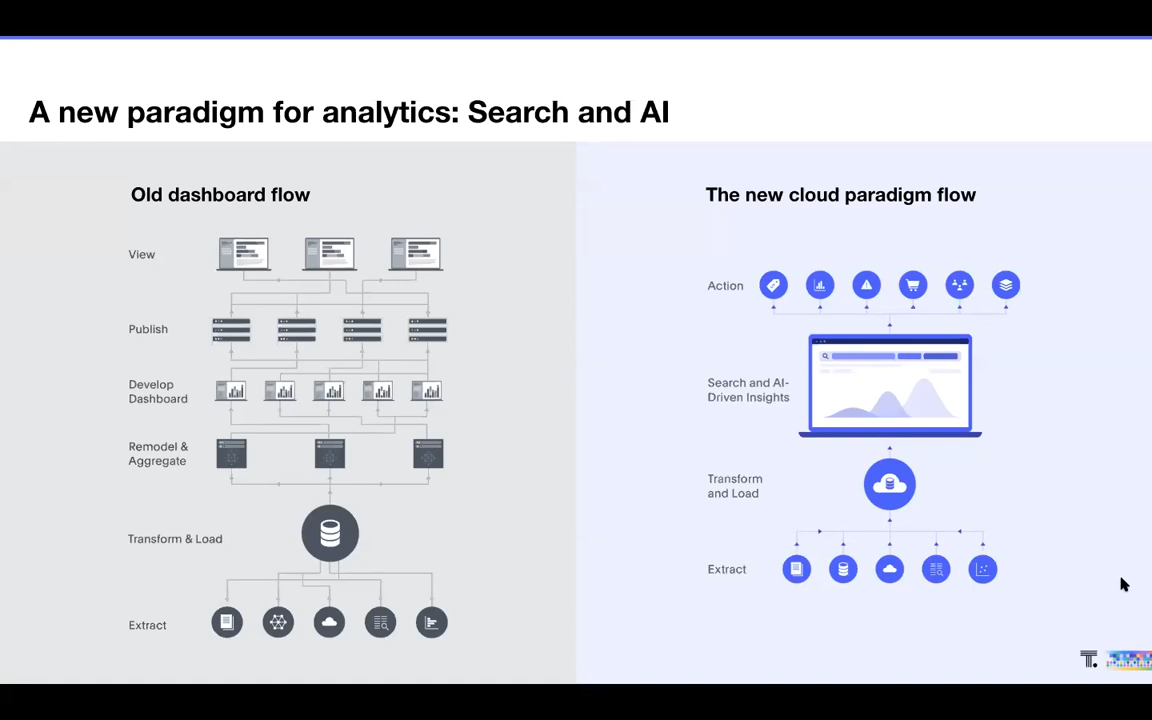 A new paradigm for analytics: Search and AI
Old dashboard flow
View
Publish
Develop
Dashboard
Remodel &
Aggregate
Transform & Load
Extract
The new cloud paradigm flow
Action
Search and AI-
Driven Insights
Transform
and Load
Extract
T.